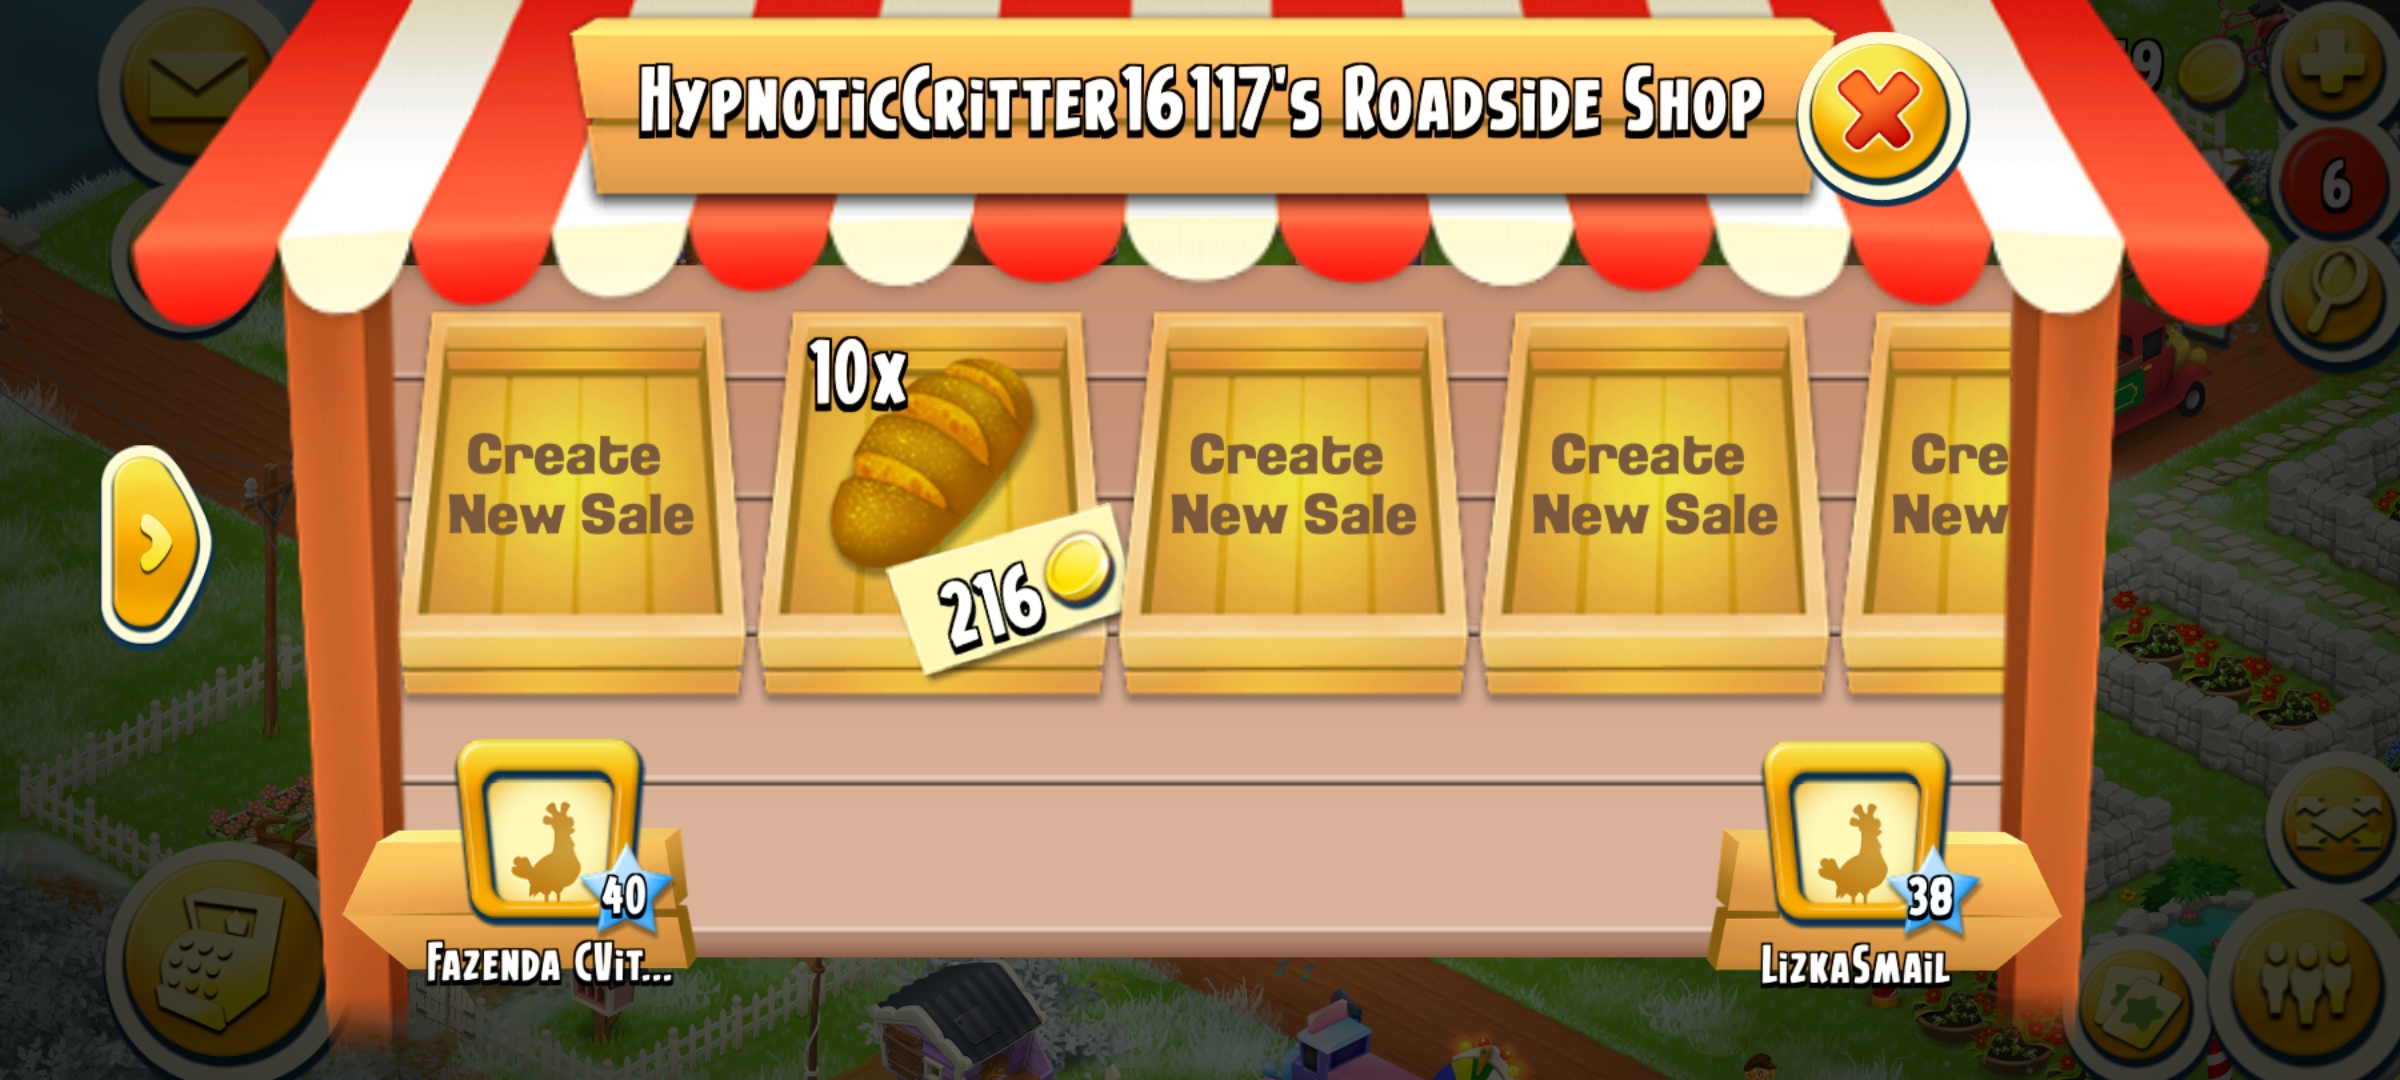 HypnoticCritter16117's Roadside Shop
9
6
10x
Create
New Sale
216
Create
New Sale
Create
New Sale
Cre
New
40
Fazenda CVit...
38
LizkaSmail